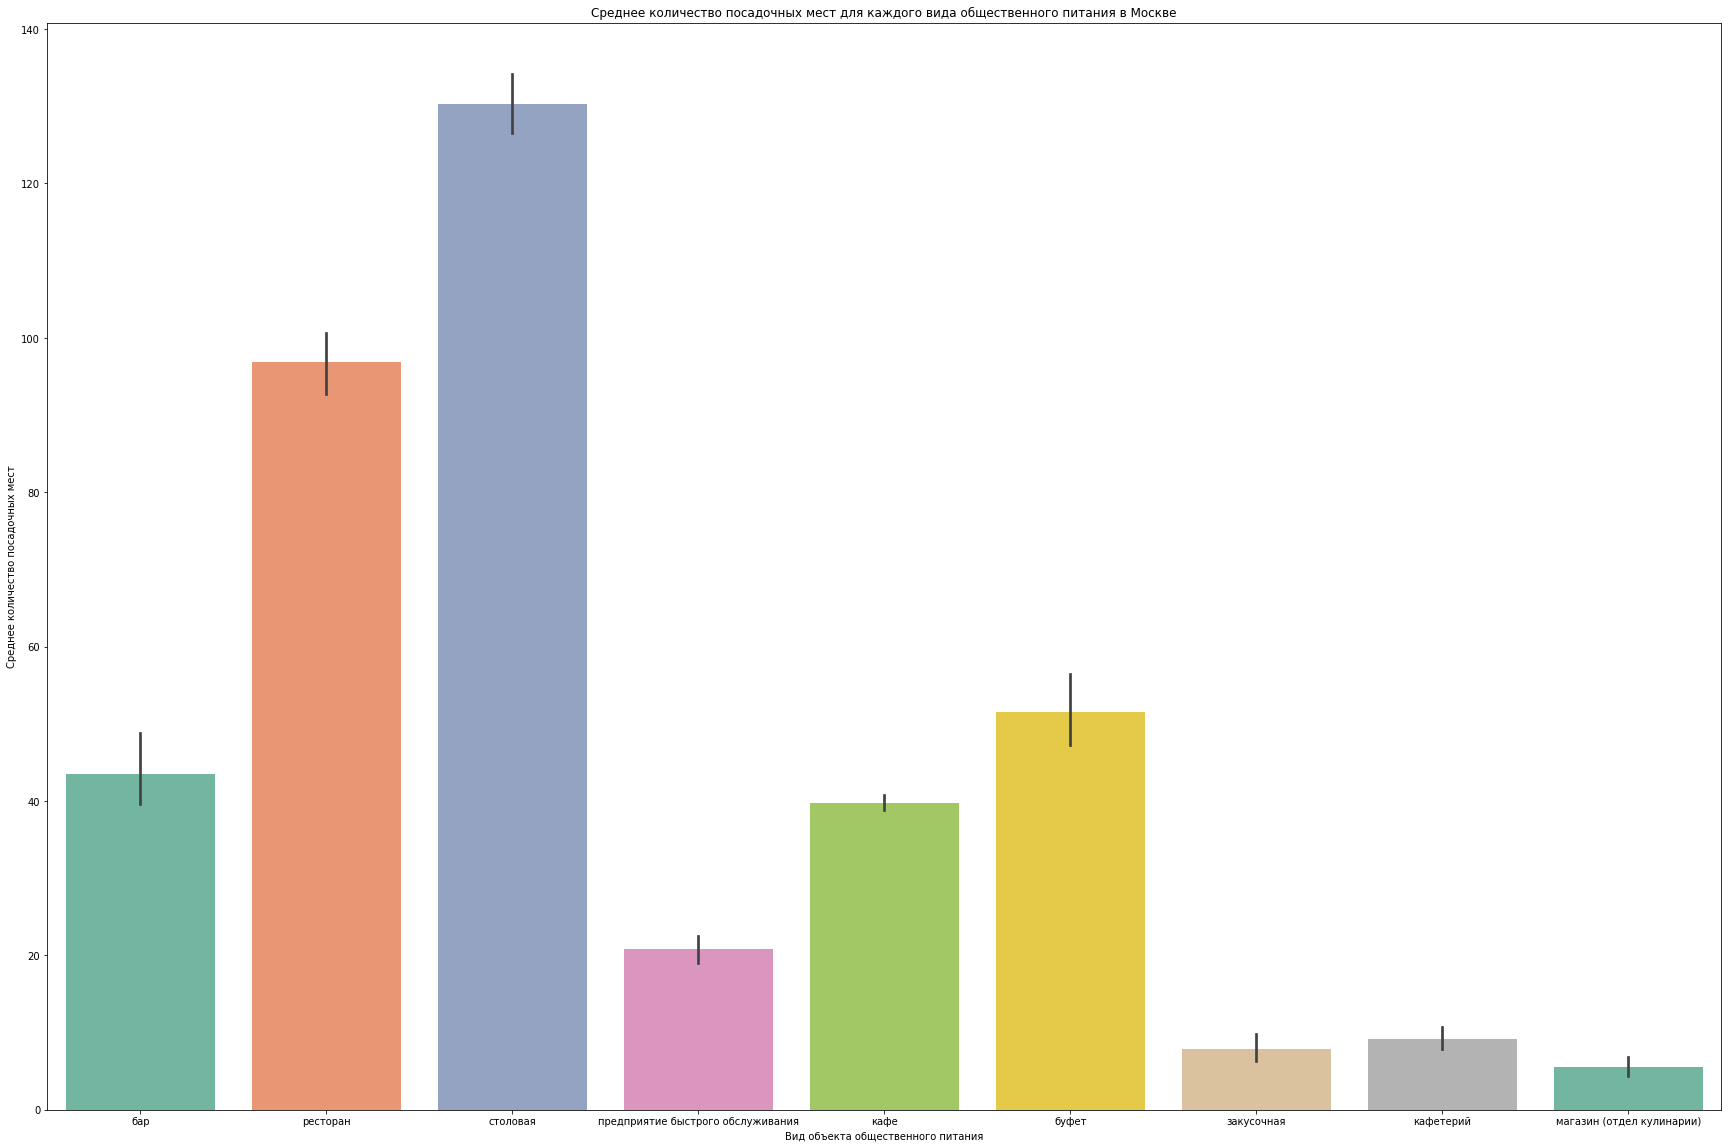 Среднее количество посадочных мест для каждого вида общественного питания в Москве
Среднее количество посадочных мест
140
120
100
80
60
40
20
0
бар
ресторан
столовая
предприятие быстрого обслуживания
кафе
буфет
закусочная
кафетерий
магазин (отдел кулинарии)
Вид объекта общественного питания